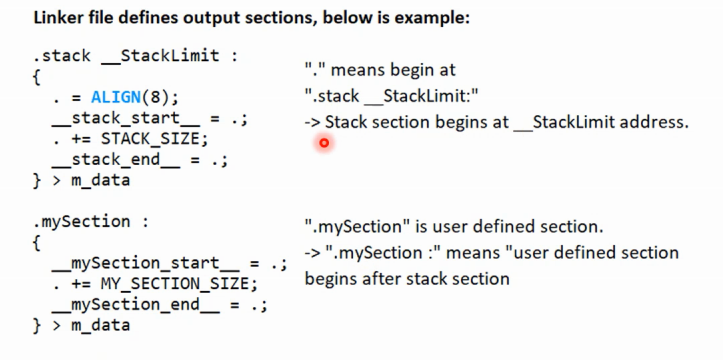 Linker file defines output sections, below is example:
.stack __StackLimit :
{
. = ALIGN(8);
__stack_start__ = .;
. += STACK_SIZE;
__stack_end__ = .;
} > m_data
"." means begin at
".stack __StackLimit:"
-> Stack section begins at __StackLimit address.
.mySection :
{
__mySection_start__ = .;
. += MY_SECTION_SIZE;
__mySection_end__ = .;
} > m_data
".mySection" is user defined section.
-> ".mySection :" means "user defined section
begins after stack section